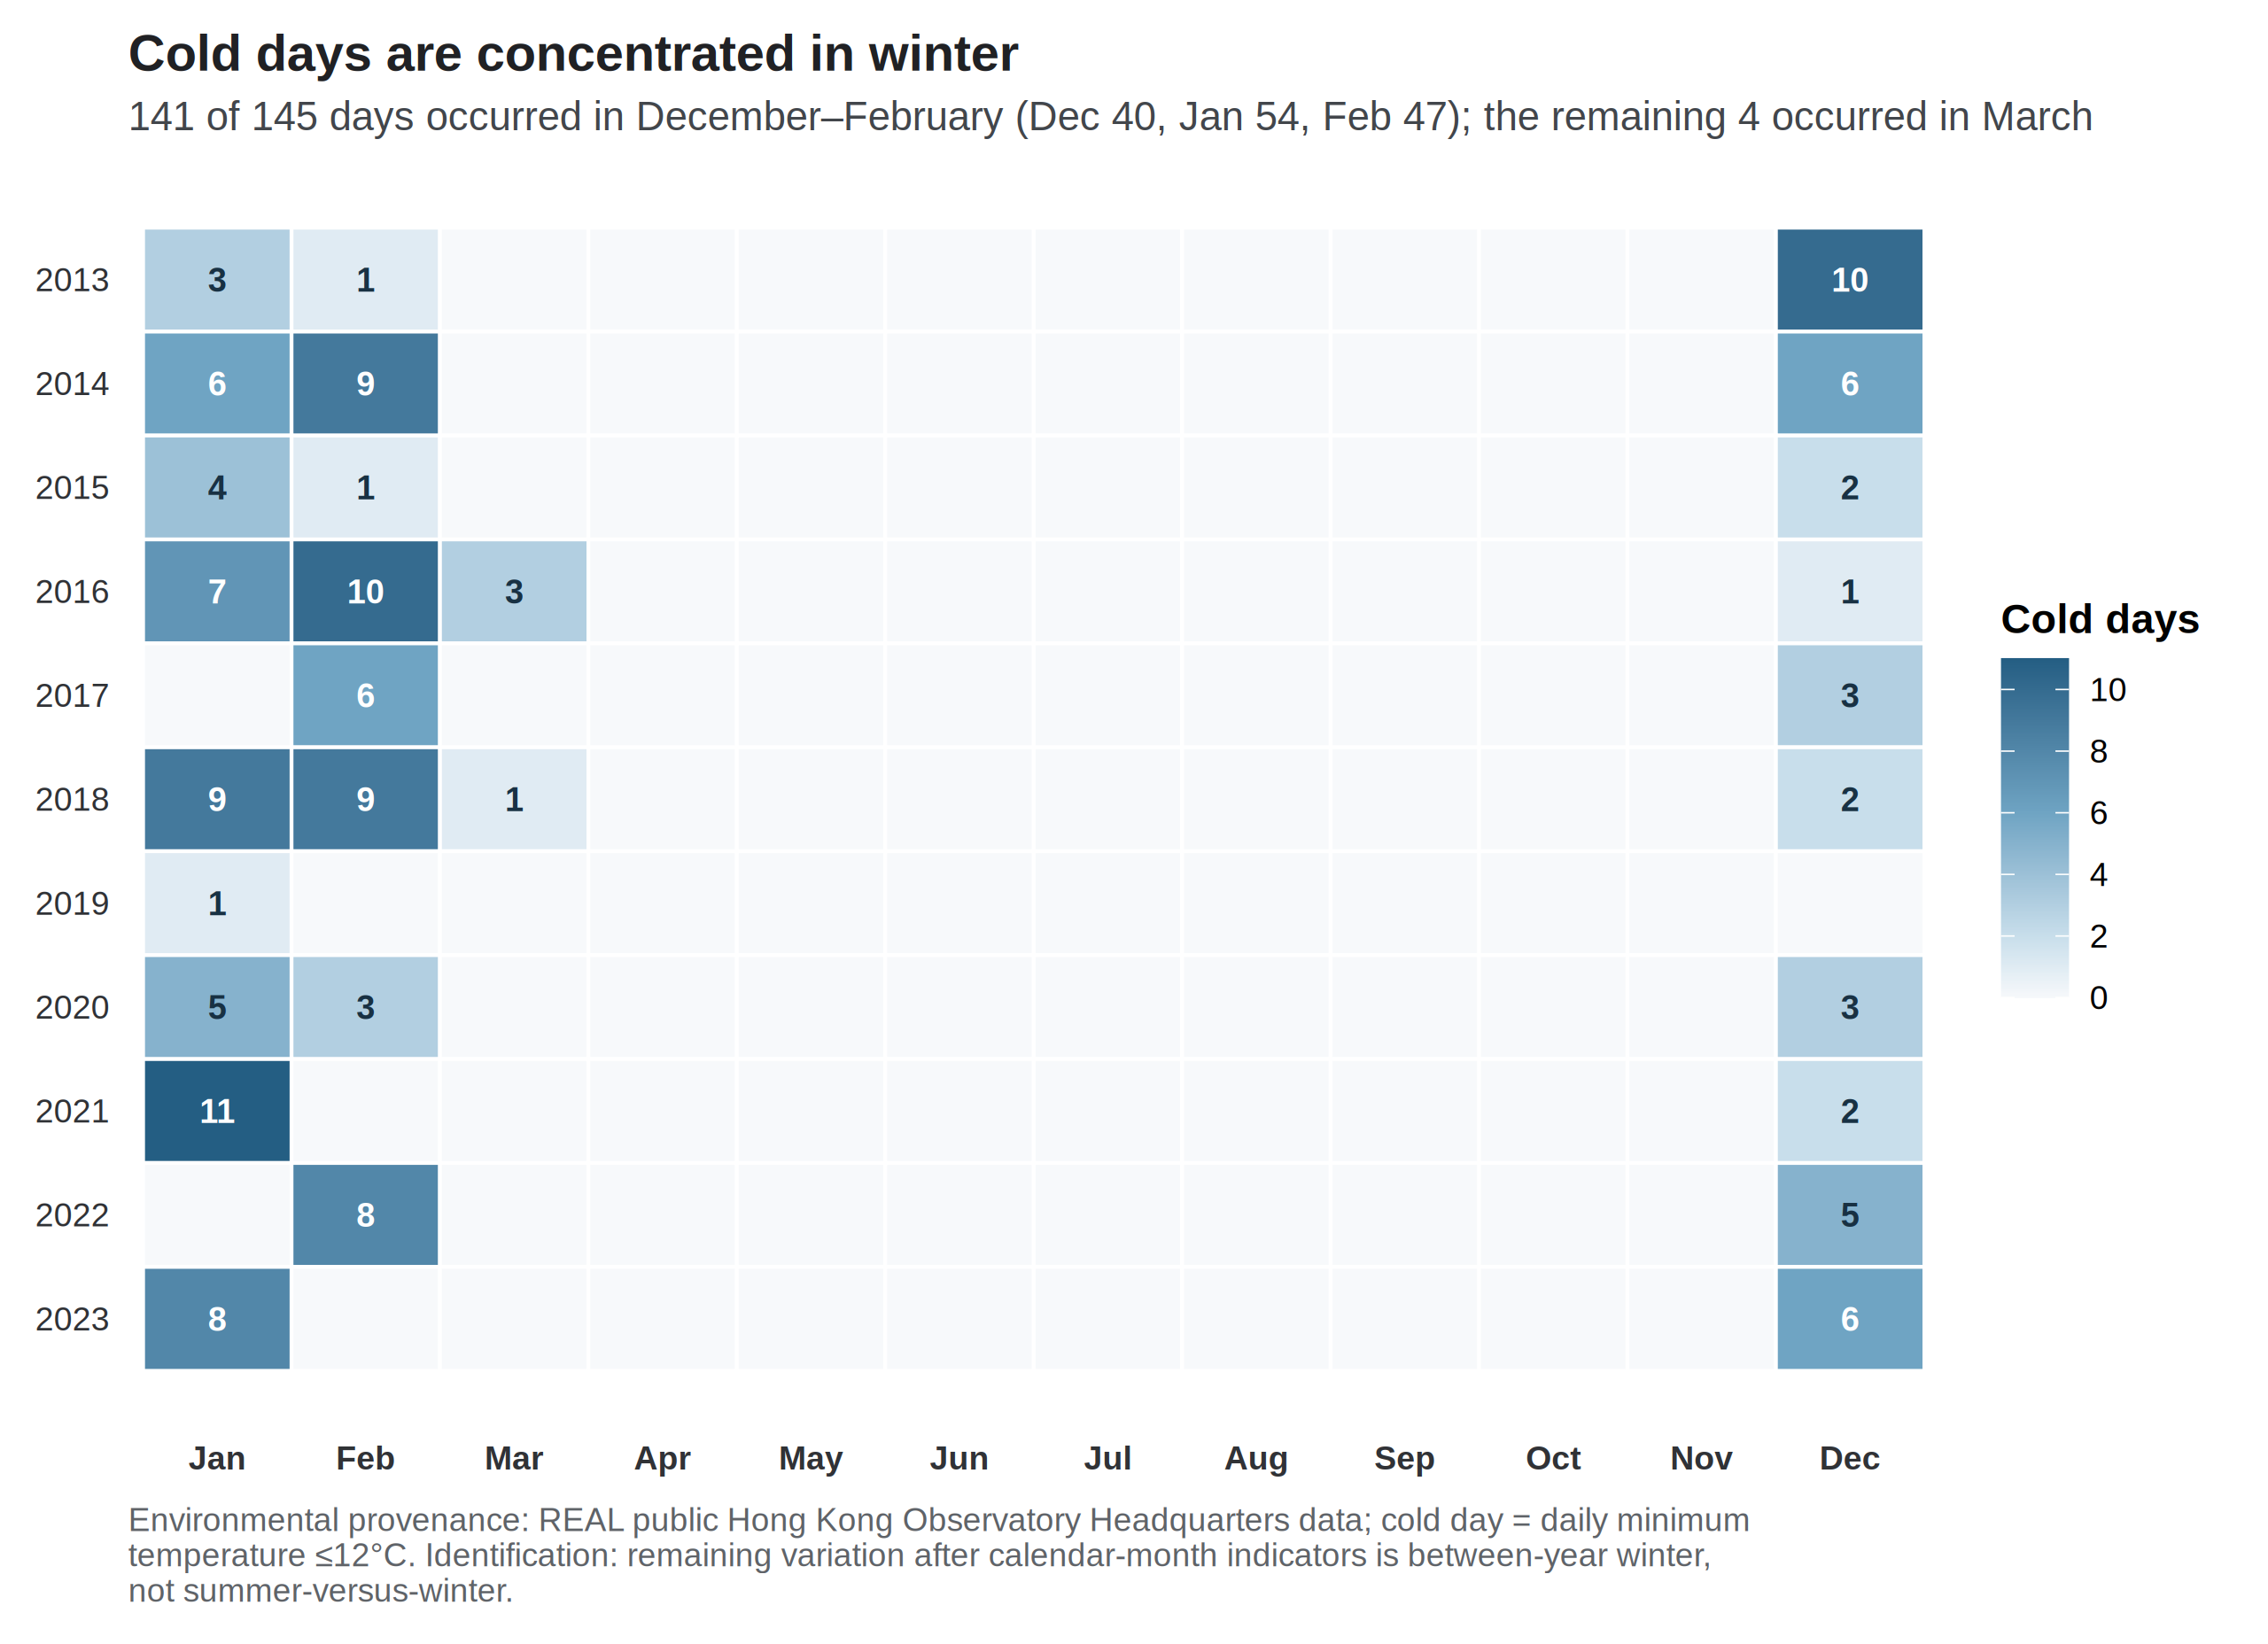 Cold days are concentrated in winter
141 of 145 days occurred in December–February (Dec 40, Jan 54, Feb 47); the remaining 4 occurred in March
2013 3 1 10
2014 6 9 6
2015 4 1 2
2016 7 10 3 1
2017 6 3
2018 9 9 1 2
2019 1
2020 5 3 3
2021 11 2
2022 8 5
2023 8 6
Jan Feb Mar Apr May Jun Jul Aug Sep Oct Nov Dec
Cold days
10
8
6
4
2
0
Environmental provenance: REAL public Hong Kong Observatory Headquarters data; cold day = daily minimum
temperature ≤12°C. Identification: remaining variation after calendar-month indicators is between-year winter,
not summer-versus-winter.